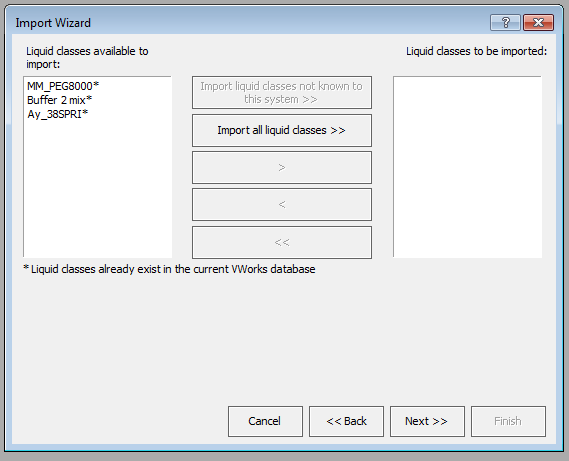 Import Wizard
?
Liquid classes available to
import:
Liquid classes to be imported:
MM_PEG8000*
Buffer 2 mix*
Ay_38SPRI*
Import liquid classes not known to
this system >>
Import all liquid classes >>
>
<
<<
* Liquid classes already exist in the current VWorks database
Cancel
<< Back
Next >>
Finish